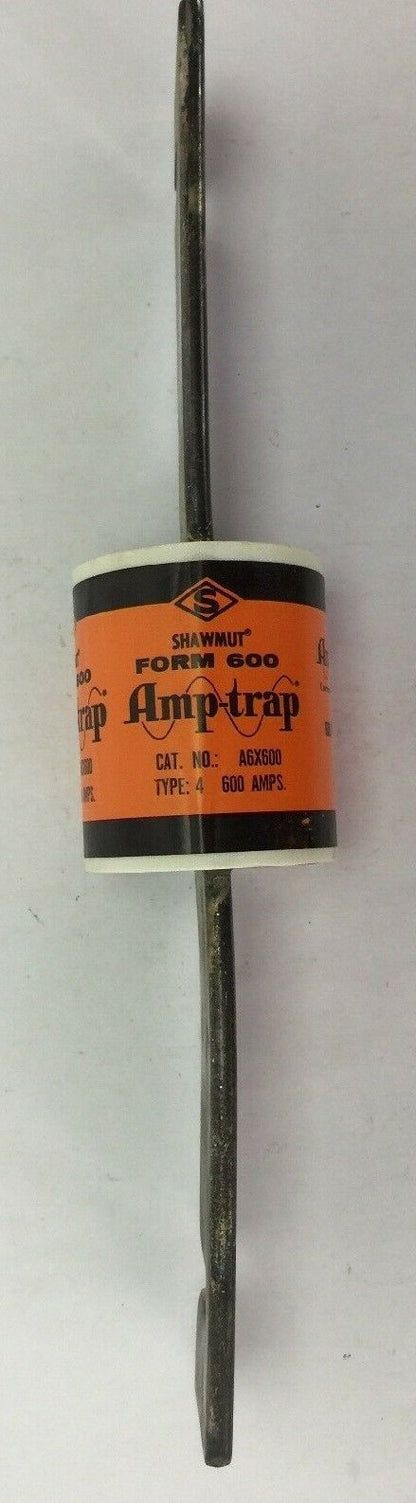 S
SHAWMUT®
FORM 600
Amp-trap®
CAT. NO.: A6X600
TYPE: 4 600 AMPS.